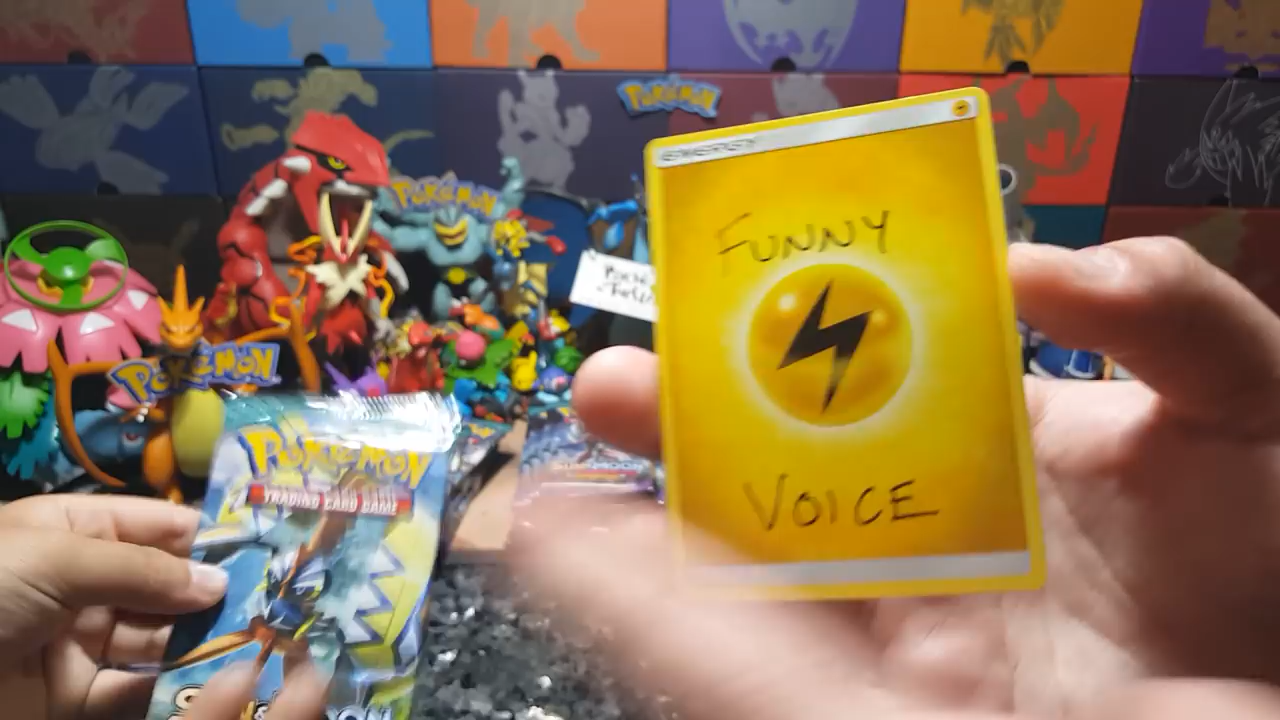 POKÉMON
ENERGY
POKÉMON
FUNNY
POKÉMON
POKÉMON
TRADING CARD GAME
VOICE